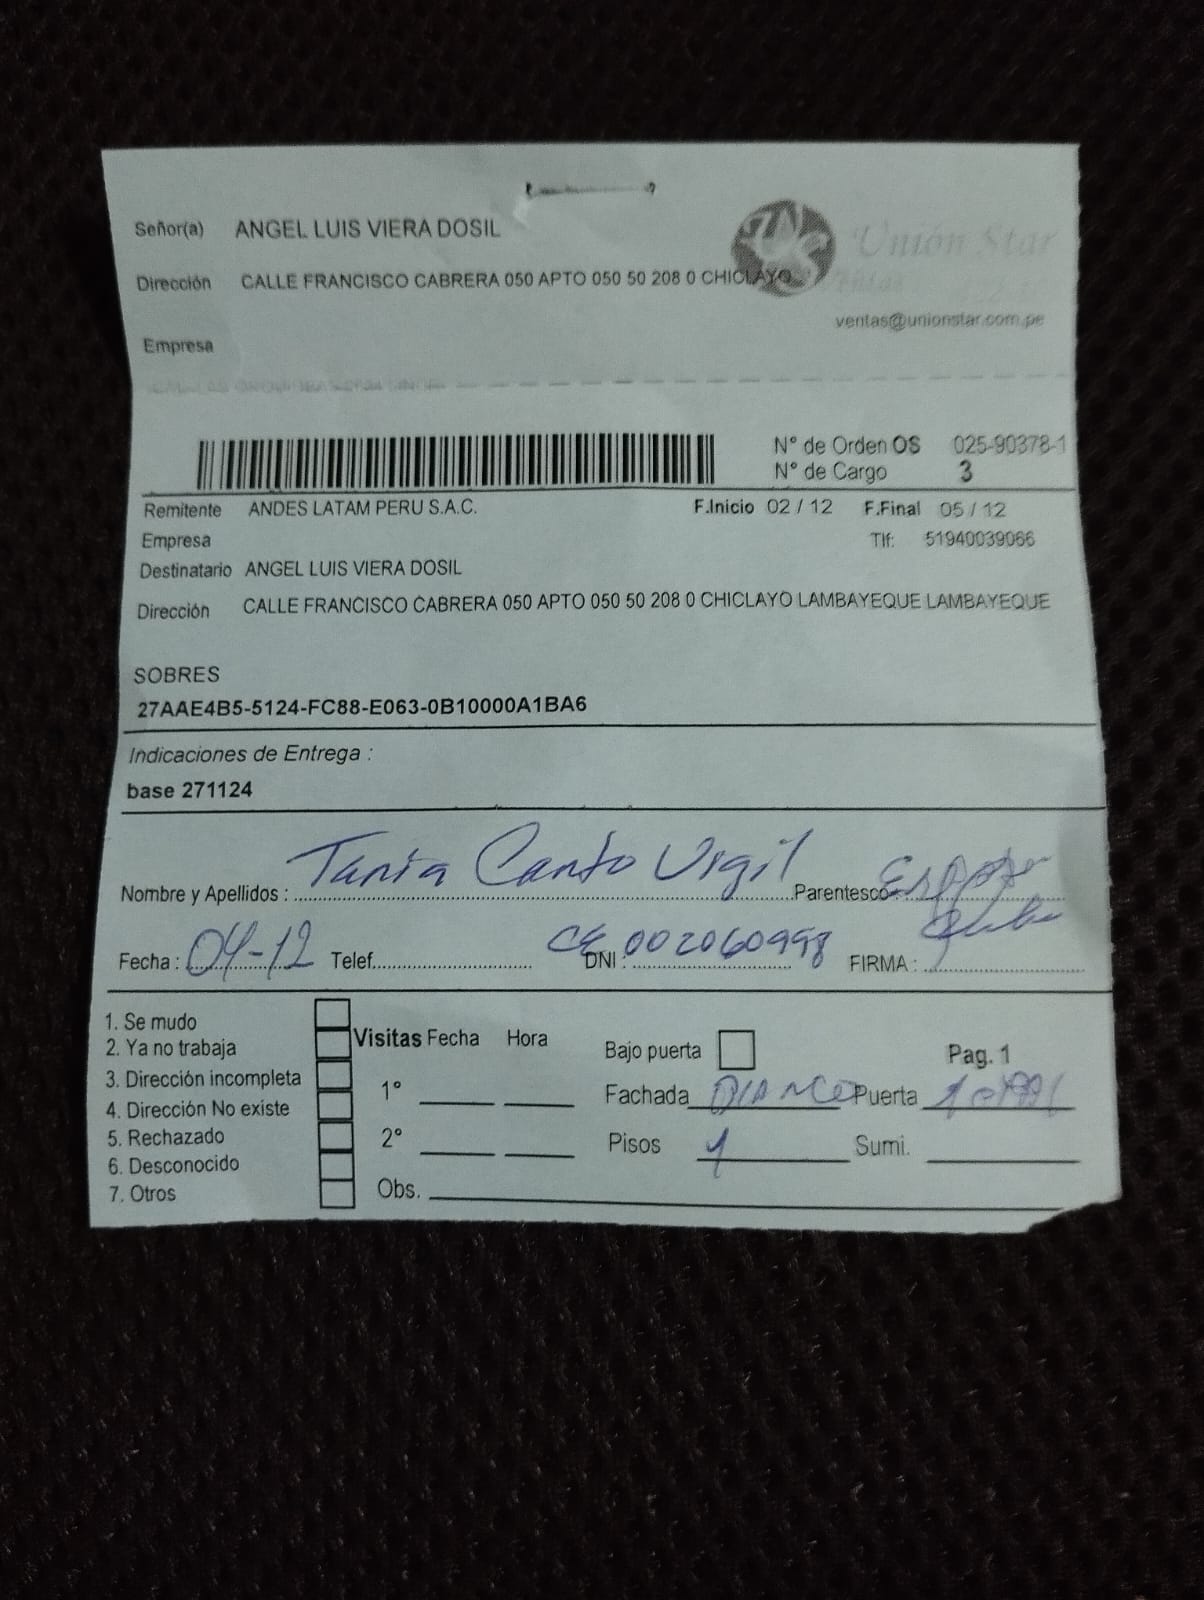 Señor(a) ANGEL LUIS VIERA DOSIL
Unión Star
Dirección CALLE FRANCISCO CABRERA 050 APTO 050 50 208 0 CHICLAYO
Ventas
ventas@unionstar.com.pe
Empresa
N° de Orden OS 025-90378-1
N° de Cargo 3
Remitente ANDES LATAM PERU S.A.C. F.Inicio 02 / 12 F.Final 05 / 12
Empresa Tlf: 51940039066
Destinatario ANGEL LUIS VIERA DOSIL
Dirección CALLE FRANCISCO CABRERA 050 APTO 050 50 208 0 CHICLAYO LAMBAYEQUE LAMBAYEQUE
SOBRES
27AAE4B5-5124-FC88-E063-0B10000A1BA6
Indicaciones de Entrega :
base 271124
Nombre y Apellidos : Tania Canto Virgil Parentesco
Fecha : 04-12 Telef. CE DNI : 002060998 FIRMA :
1. Se mudo
2. Ya no trabaja
3. Dirección incompleta
4. Dirección No existe
5. Rechazado
6. Desconocido
7. Otros
Visitas Fecha Hora
1°
2°
Obs.
Bajo puerta Pag. 1
Fachada BLANCO Puerta
Pisos 1 Sumi.